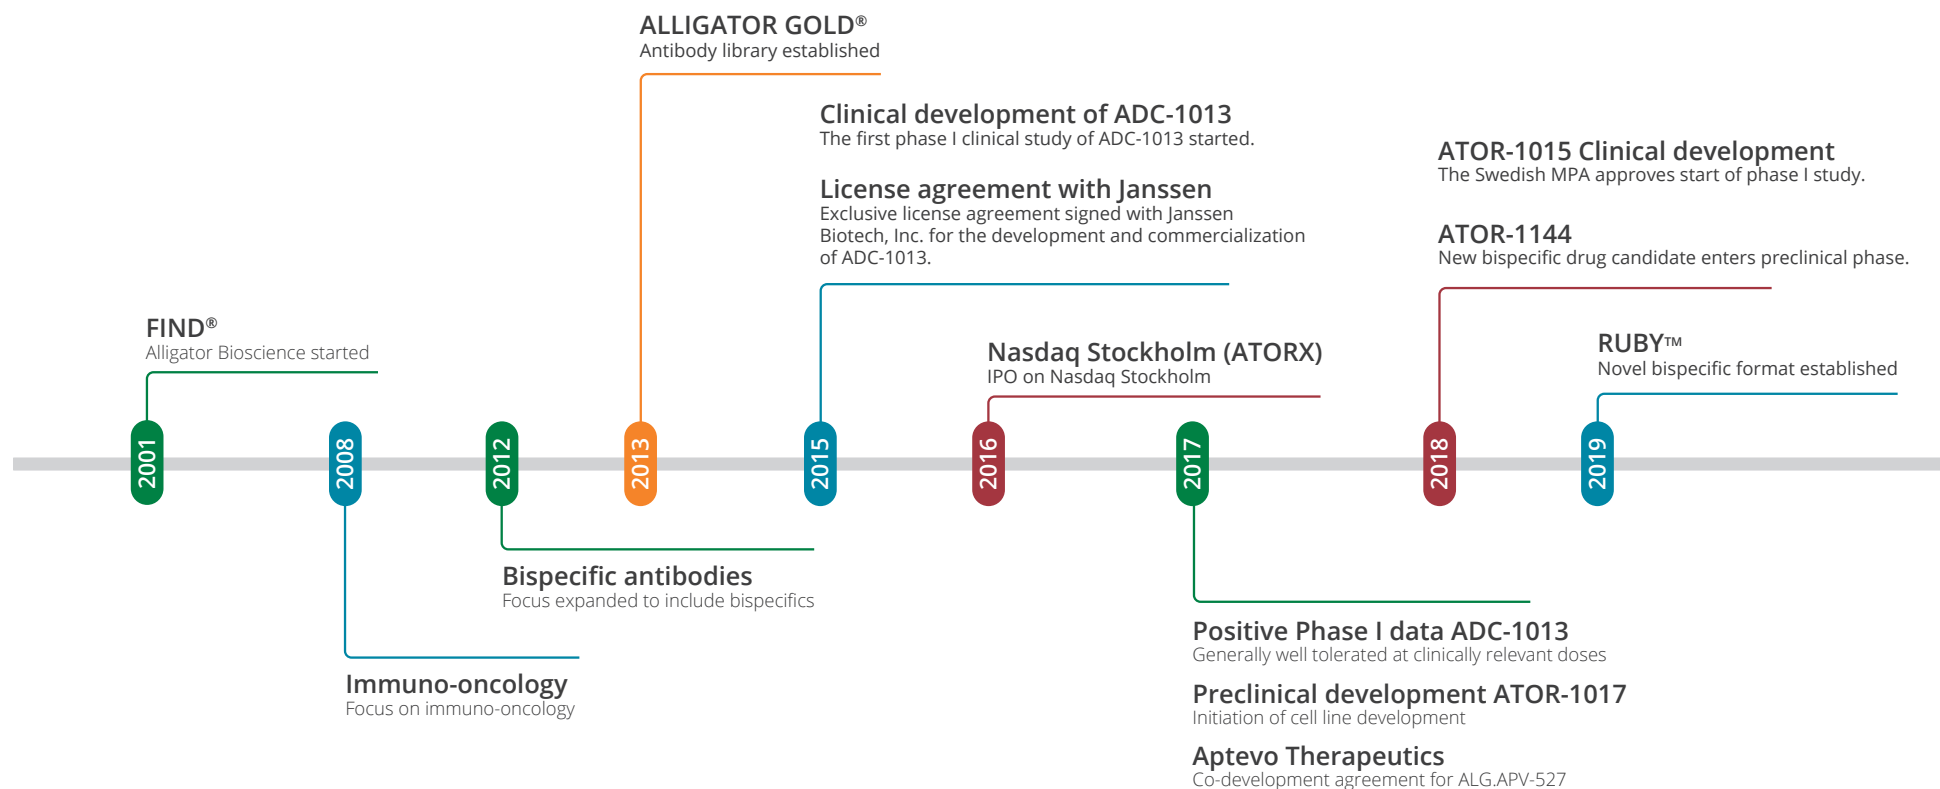 ALLIGATOR GOLD®
Antibody library established
Clinical development of ADC-1013
The first phase I clinical study of ADC-1013 started.
License agreement with Janssen
Exclusive license agreement signed with Janssen
Biotech, Inc. for the development and commercialization
of ADC-1013.
ATOR-1015 Clinical development
The Swedish MPA approves start of phase I study.
ATOR-1144
New bispecific drug candidate enters preclinical phase.
FIND®
Alligator Bioscience started
Nasdaq Stockholm (ATORX)
IPO on Nasdaq Stockholm
RUBY™
Novel bispecific format established
2001
2008
2012
2013
2015
2016
2017
2018
2019
Bispecific antibodies
Focus expanded to include bispecifics
Immuno-oncology
Focus on immuno-oncology
Positive Phase I data ADC-1013
Generally well tolerated at clinically relevant doses
Preclinical development ATOR-1017
Initiation of cell line development
Aptevo Therapeutics
Co-development agreement for ALG.APV-527